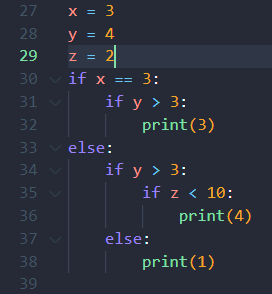 27 x = 3
28 y = 4
29 z = 2
30 if x == 3:
31     if y > 3:
32         print(3)
33 else:
34     if y > 3:
35         if z < 10:
36             print(4)
37     else:
38         print(1)
39